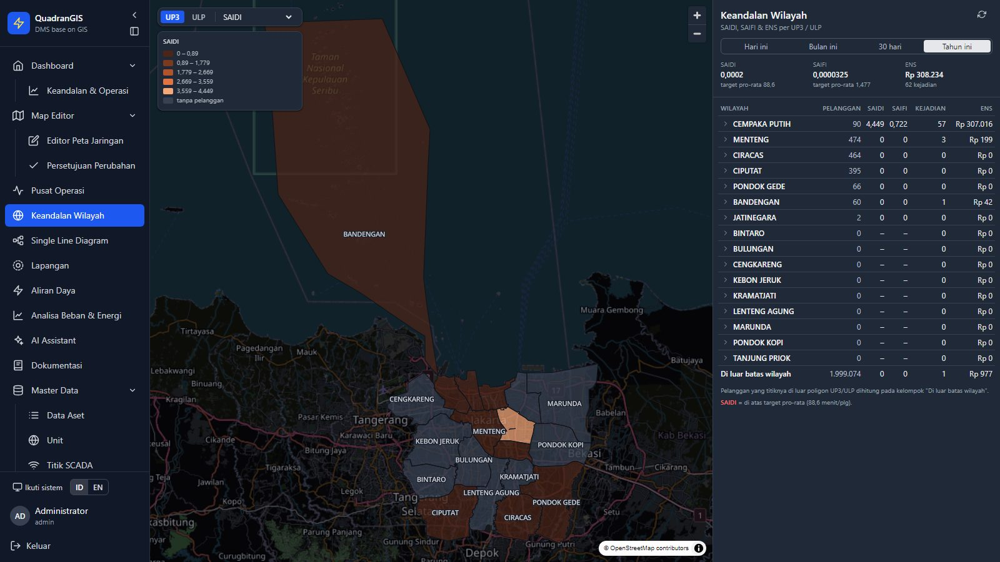 QuadranGIS
DMS base on GIS
Dashboard
Keandalan & Operasi
Map Editor
Editor Peta Jaringan
Persetujuan Perubahan
Pusat Operasi
Keandalan Wilayah
Single Line Diagram
Lapangan
Aliran Daya
Analisa Beban & Energi
AI Assistant
Dokumentasi
Master Data
Data Aset
Unit
Titik SCADA
Ikuti sistem ID EN
AD Administrator
admin
Keluar
UP3 ULP SAIDI
SAIDI
0 – 0,89
0,89 – 1,779
1,779 – 2,669
2,669 – 3,559
3,559 – 4,449
tanpa pelanggan
Taman
Nasional
Kepulauan
Seribu
BANDENGAN
Muara Gembong
Tirtayasa
Pagedangan
Ilir
Mauk
Batujaya
Lebakwangi
Binuang
Kragilan
CENGKARENG
17
MARUNDA
Pasar Kemis
Tangerang
Jakarta
Babelan
MENTENG
Karawaci Baru
Kab Bekasi
Cikande
KEBON JERUK
Bitung Jaya
PONDOK KOPI
Bekasi
BULUNGAN
Tigaraksa
Tambun
Cikarang
g Teja
Jawilan
BINTARO
KRAMATJATI
Legok
LENTENG AGUNG
Kopo
Tangerang
Selatan
PONDOK GEDE
CIPUTAT
CIRACAS
Setu
1
kasbitung
Parung Panjang
nyar
Gunung Sindur
Gunung Putri
Curugbitung
Depok
© OpenStreetMap contributors
Keandalan Wilayah
SAIDI, SAIFI & ENS per UP3 / ULP
Hari ini Bulan ini 30 hari Tahun ini
SAIDI SAIFI ENS
0,0002 0,0000325 Rp 308.234
target pro-rata 88,6 target pro-rata 1,477 62 kejadian
WILAYAH PELANGGAN SAIDI SAIFI KEJADIAN ENS
CEMPAKA PUTIH 90 4,449 0,722 57 Rp 307.016
MENTENG 474 0 0 3 Rp 199
CIRACAS 464 0 0 0 Rp 0
CIPUTAT 395 0 0 0 Rp 0
PONDOK GEDE 66 0 0 0 Rp 0
BANDENGAN 60 0 0 1 Rp 42
JATINEGARA 2 0 0 0 Rp 0
BINTARO 0 – – 0 Rp 0
BULUNGAN 0 – – 0 Rp 0
CENGKARENG 0 – – 0 Rp 0
KEBON JERUK 0 – – 0 Rp 0
KRAMATJATI 0 – – 0 Rp 0
LENTENG AGUNG 0 – – 0 Rp 0
MARUNDA 0 – – 0 Rp 0
PONDOK KOPI 0 – – 0 Rp 0
TANJUNG PRIOK 0 – – 0 Rp 0
Di luar batas wilayah 1.999.074 0 0 1 Rp 977
Pelanggan yang titiknya di luar poligon UP3/ULP dihitung pada kelompok "Di luar batas wilayah".
SAIDI = di atas target pro-rata (88,6 menit/plg).